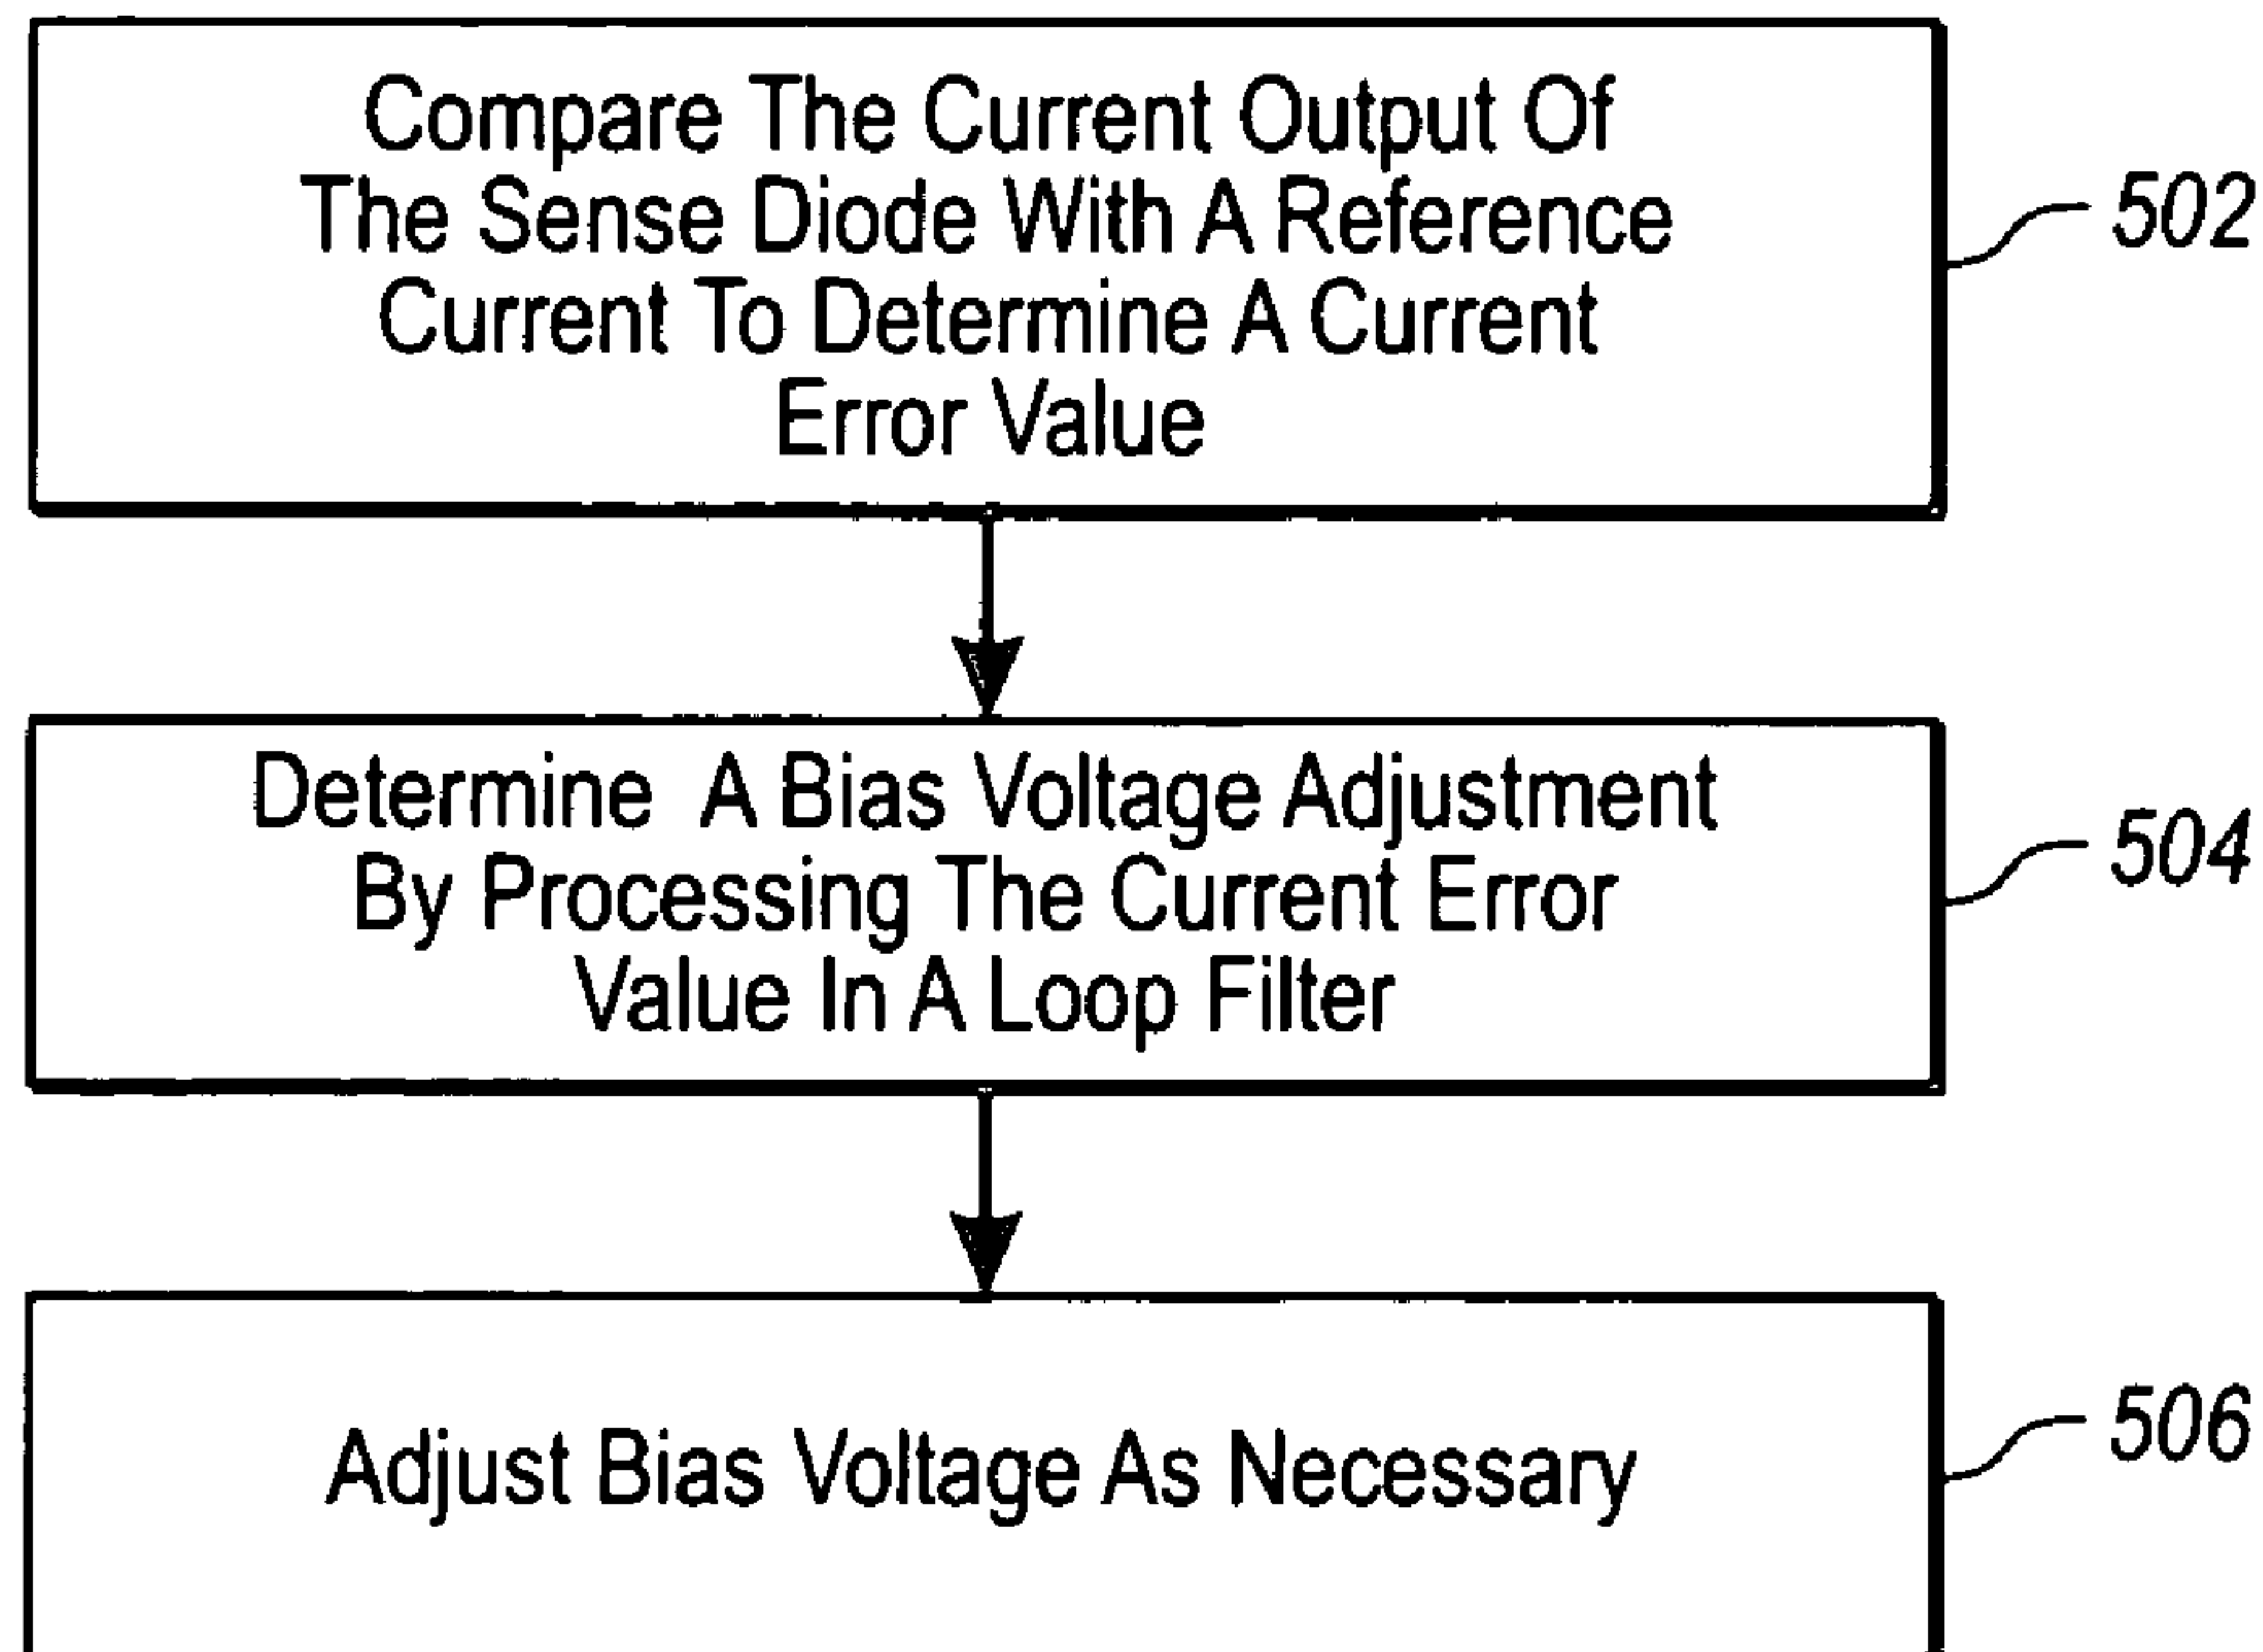 Compare The Current Output Of
The Sense Diode With A Reference
Current To Determine A Current
Error Value
502
Determine A Bias Voltage Adjustment
By Processing The Current Error
Value In A Loop Filter
504
Adjust Bias Voltage As Necessary
506